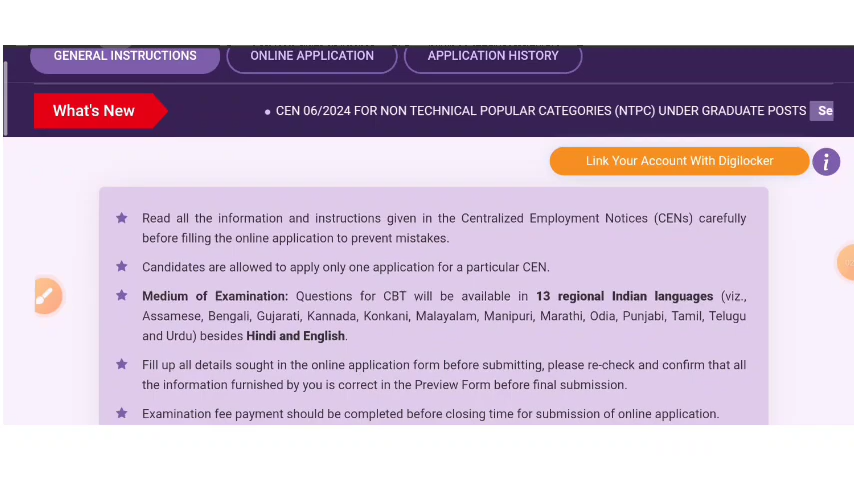 GENERAL INSTRUCTIONS
ONLINE APPLICATION
APPLICATION HISTORY
What's New
CEN 06/2024 FOR NON TECHNICAL POPULAR CATEGORIES (NTPC) UNDER GRADUATE POSTS Se
Link Your Account With Digilocker
i
Read all the information and instructions given in the Centralized Employment Notices (CENs) carefully
before filling the online application to prevent mistakes.
Candidates are allowed to apply only one application for a particular CEN.
Medium of Examination: Questions for CBT will be available in 13 regional Indian languages (viz.,
Assamese, Bengali, Gujarati, Kannada, Konkani, Malayalam, Manipuri, Marathi, Odia, Punjabi, Tamil, Telugu
and Urdu) besides Hindi and English.
Fill up all details sought in the online application form before submitting, please re-check and confirm that all
the information furnished by you is correct in the Preview Form before final submission.
Examination fee payment should be completed before closing time for submission of online application.